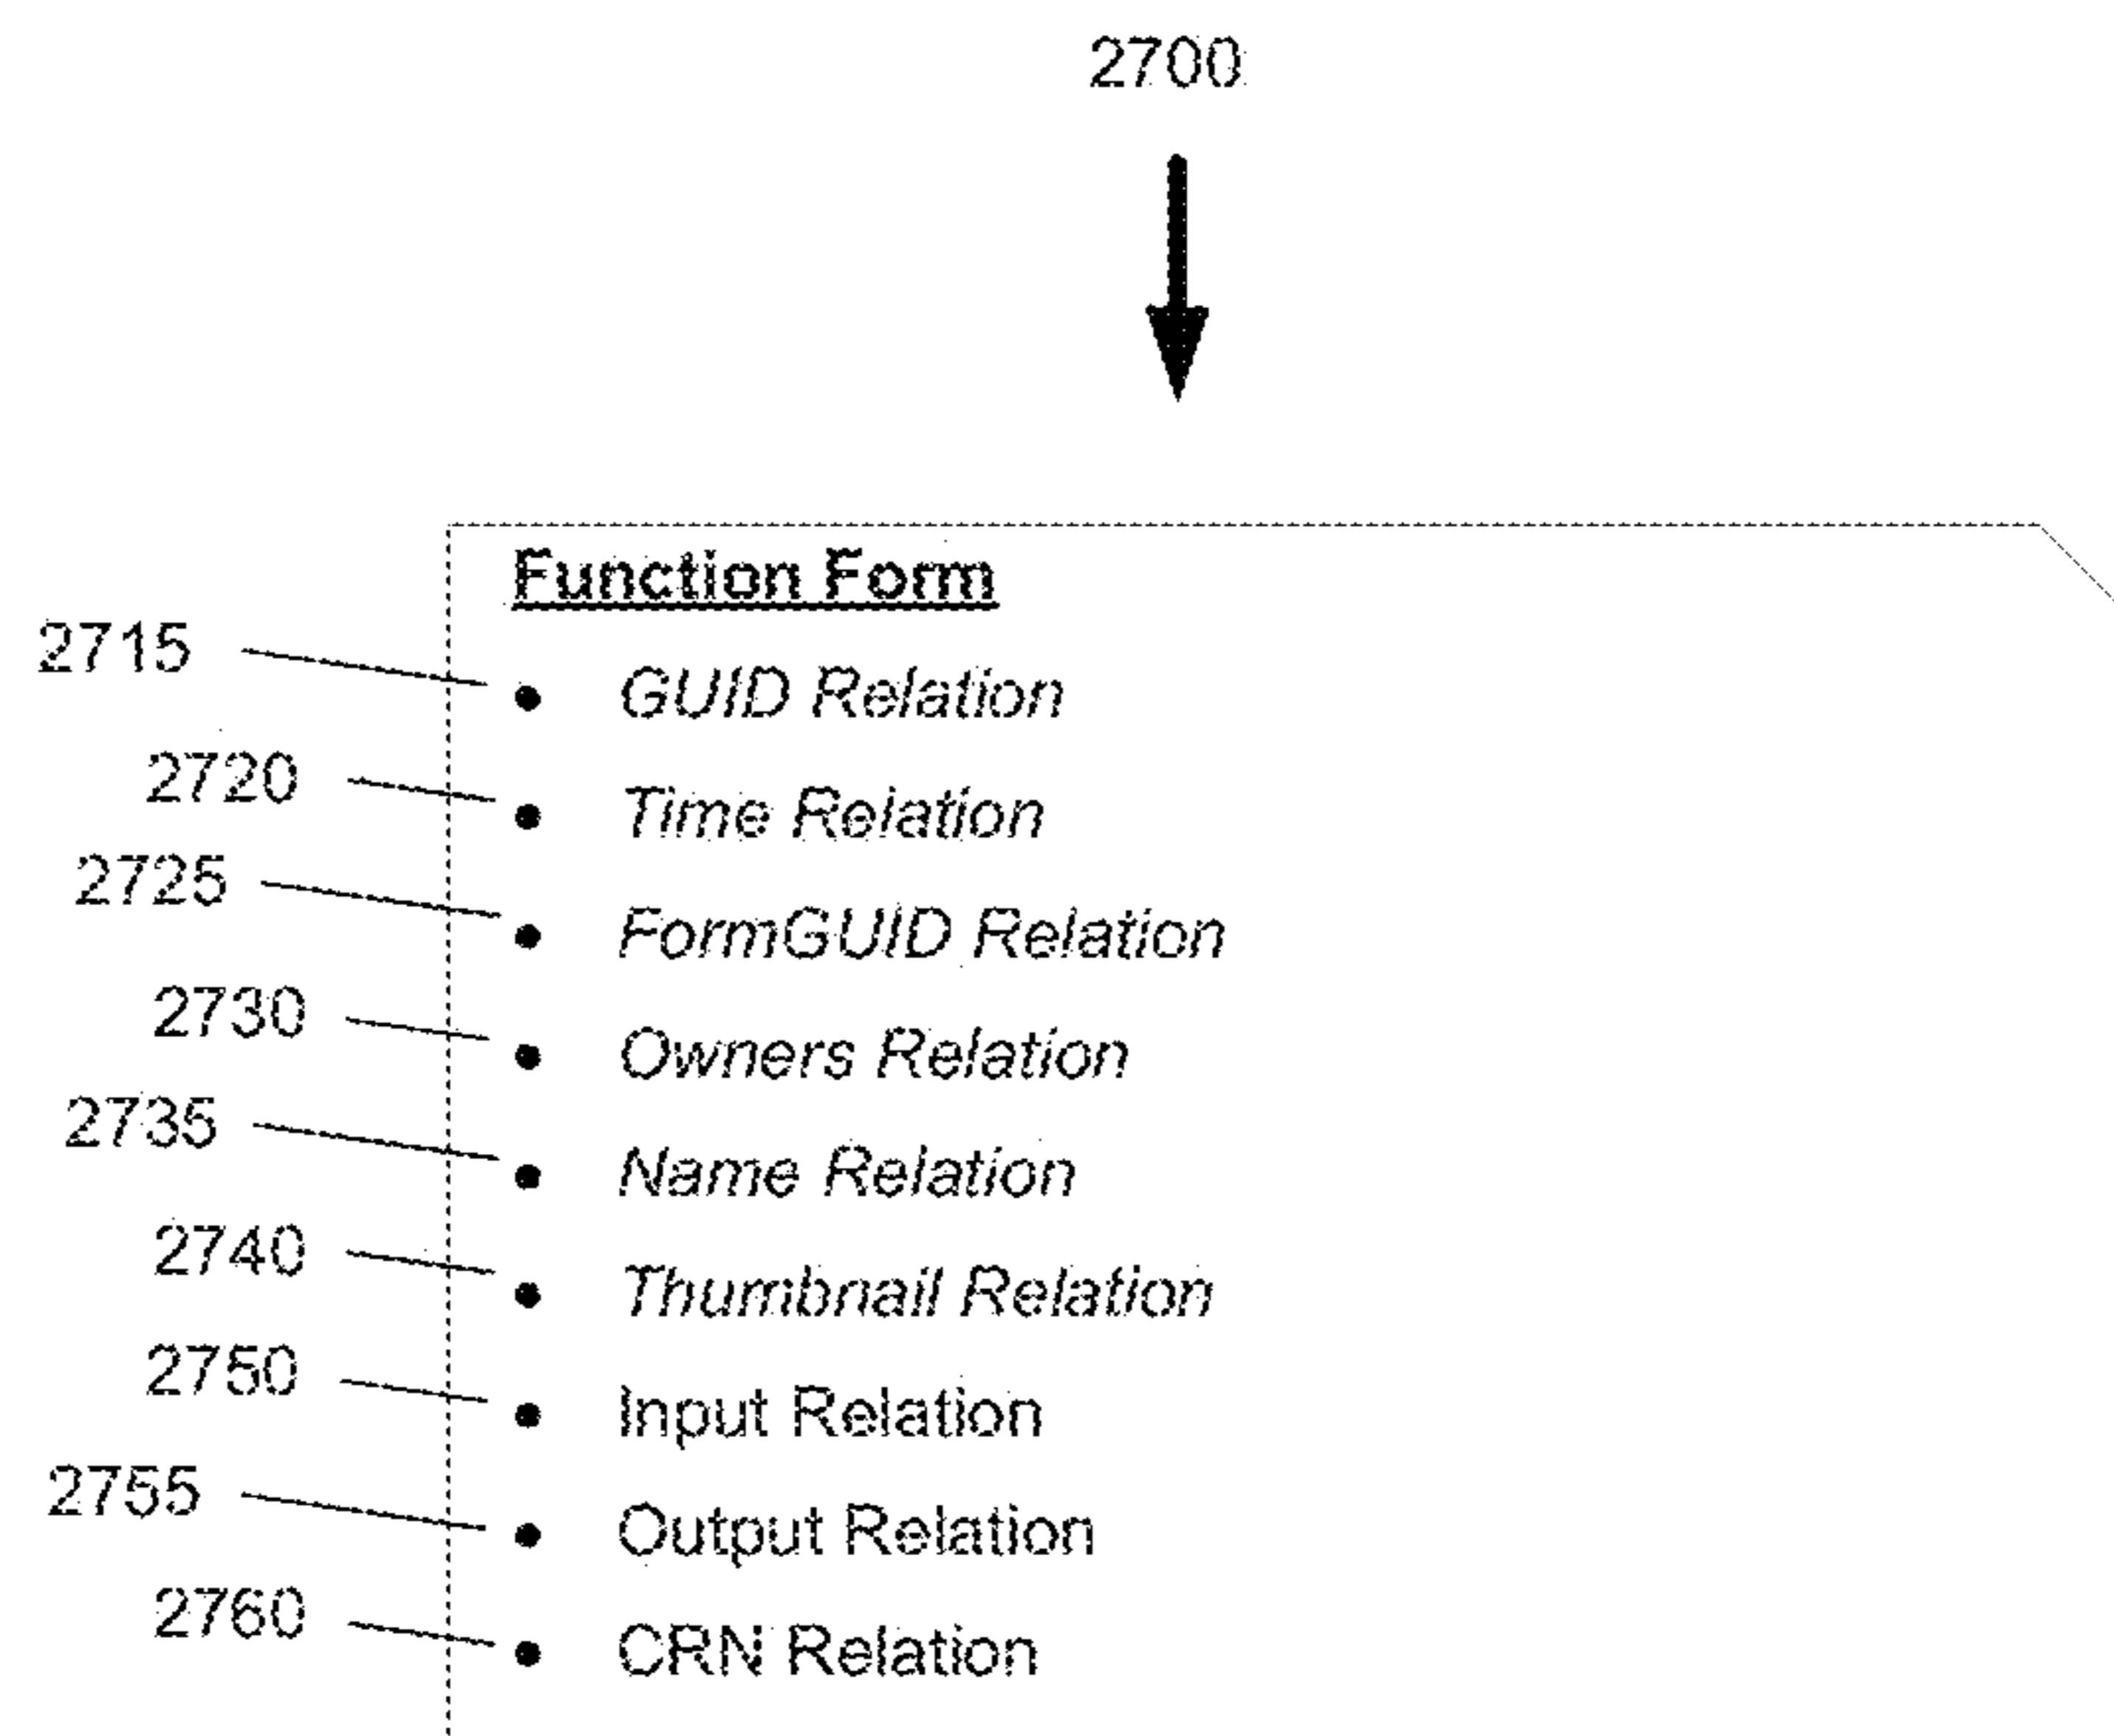 2700
Function Form
2715 • GUID Relation
2720 • Time Relation
2725 • FormGUID Relation
2730 • Owners Relation
2735 • Name Relation
2740 • Thumbnail Relation
2750 • Input Relation
2755 • Output Relation
2760 • CRN Relation